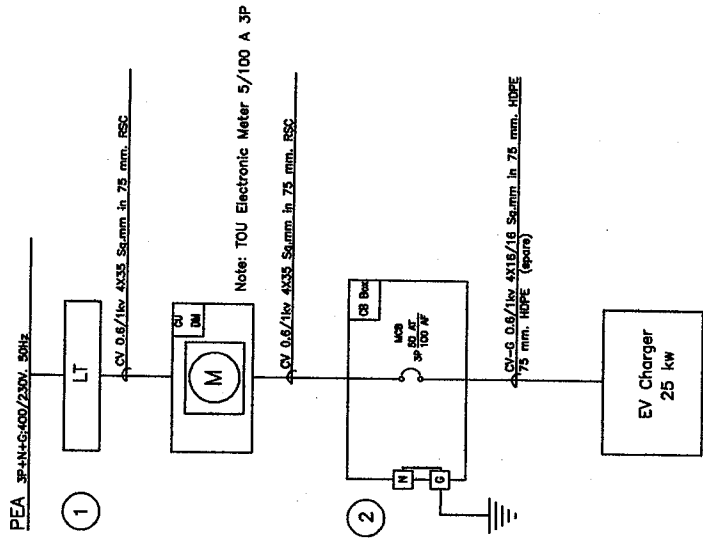 PEA 3P+N+G:400/230V. 50Hz
1
LT
CV 0.6/1kv 4X35 Sq.mm in 75 mm. RSC
CU
DM
M
Note: TOU Electronic Meter 5/100 A 3P
CV 0.6/1kv 4X35 Sq.mm in 75 mm. RSC
2
CB Box
MCB
3P 50 AT
100 AF
N
G
CV-G 0.6/1kv 4X16/16 Sq.mm in 75 mm. HDPE
75 mm. HDPE (spare)
EV Charger
25 kw